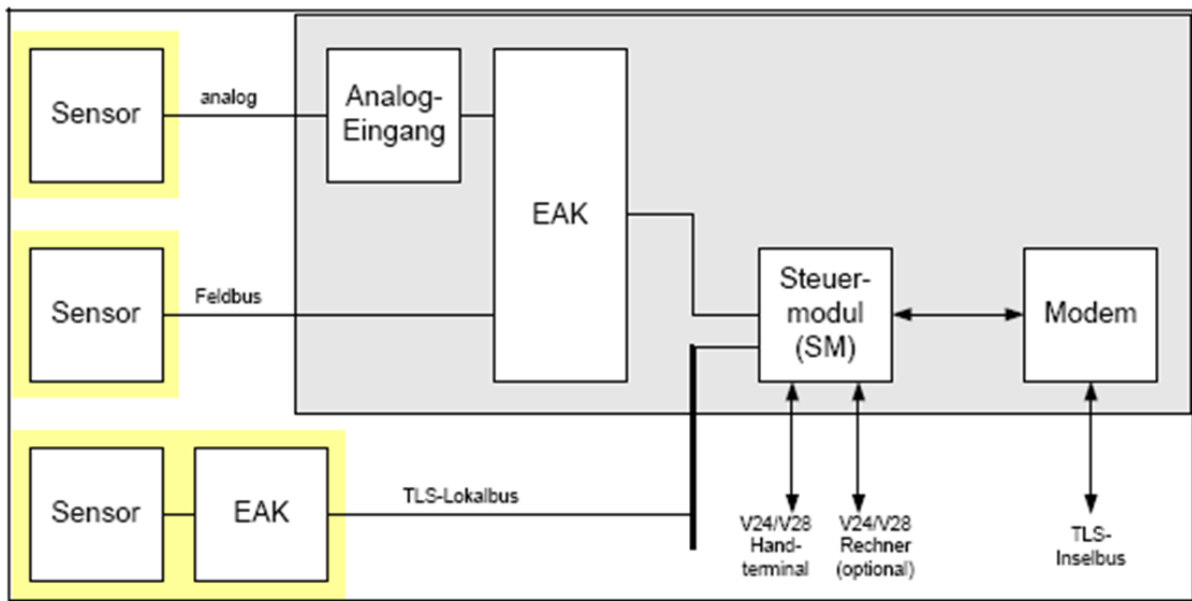 Sensor
analog
Analog-
Eingang
EAK
Sensor
Feldbus
Steuer-
modul
(SM)
Modem
Sensor
EAK
TLS-Lokalbus
V24/V28
Hand-
terminal
V24/V28
Rechner
(optional)
TLS-
Inselbus